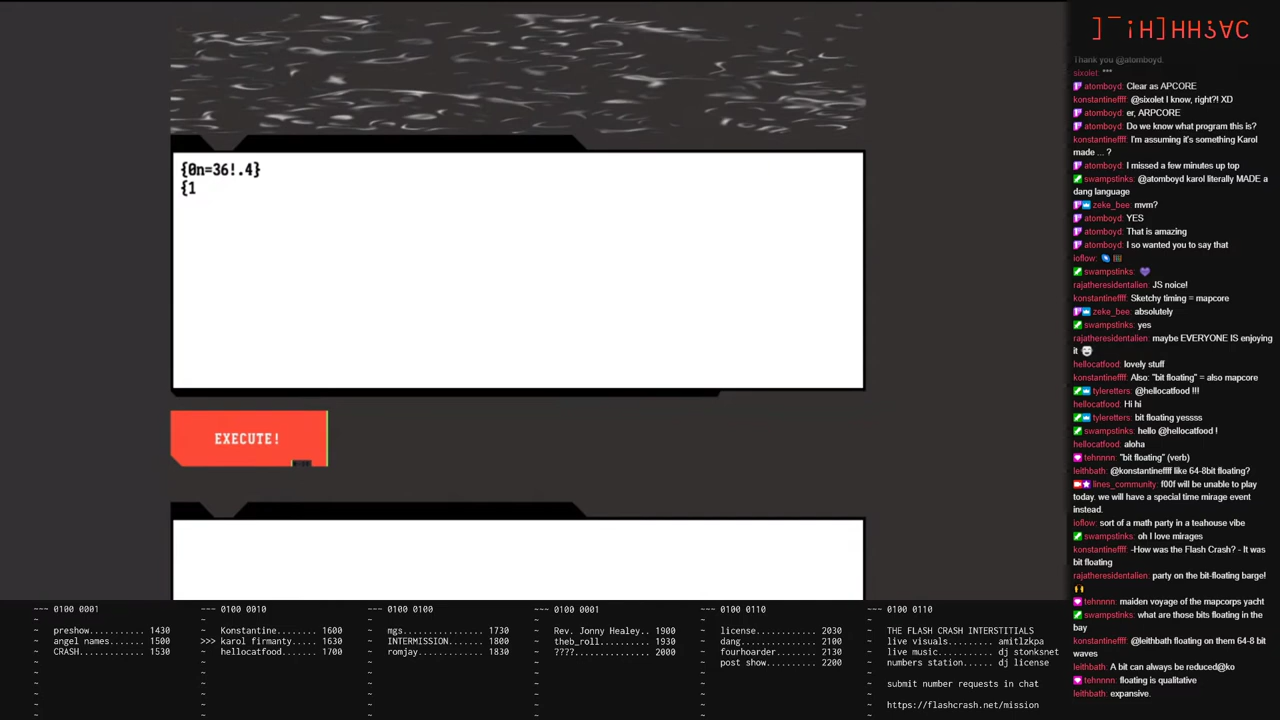 {0n=36!.4}
{1
EXECUTE!
~~~ 0100 0001
preshow.......... 1430
angel names...... 1500
CRASH............ 1530
~~~ 0100 0010
Konstantine....... 1600
>>> karol firmanty.... 1630
hellocatfood...... 1700
~~~ 0100 0100
mgs............... 1730
INTERMISSION...... 1800
romjay............ 1830
~~~ 0100 0001
Rev. Jonny Healey.. 1900
theb_roll.......... 1930
????............... 2000
~~~ 0100 0110
license........... 2030
dang.............. 2100
fourhoarder....... 2130
post show......... 2200
~~~ 0100 0110
THE FLASH CRASH INTERSTITIALS
live visuals......... amitlzkpa
live music....... dj stonksnet
numbers station...... dj license
submit number requests in chat
https://flashcrash.net/mission
Thank you @atomboyd.
sixolet: ***
atomboyd: Clear as APCORE
konstantineffff: @sixolet I know, right?! XD
atomboyd: er, ARPCORE
atomboyd: Do we know what program this is?
konstantineffff: I'm assuming it's something Karol
made ... ?
atomboyd: I missed a few minutes up top
swampstinks: @atomboyd karol literally MADE a
dang language
zeke_bee: mvm?
atomboyd: YES
atomboyd: That is amazing
atomboyd: I so wanted you to say that
ioflow:
swampstinks: 💜
rajatheresidentalien: JS noice!
konstantineffff: Sketchy timing = mapcore
zeke_bee: absolutely
swampstinks: yes
rajatheresidentalien: maybe EVERYONE IS enjoying
it
hellocatfood: lovely stuff
konstantineffff: Also: "bit floating" = also mapcore
tyleretters: @hellocatfood !!!
hellocatfood: Hi hi
tyleretters: bit floating yessss
swampstinks: hello @hellocatfood !
hellocatfood: aloha
tehnnnn: "bit floating" (verb)
leithbath: @konstantineffff like 64-8bit floating?
lines_community: f00f will be unable to play
today. we will have a special time mirage event
instead.
ioflow: sort of a math party in a teahouse vibe
swampstinks: oh I love mirages
konstantineffff: -How was the Flash Crash? - It was
bit floating
rajatheresidentalien: party on the bit-floating barge!
🙌
tehnnnn: maiden voyage of the mapcorps yacht
swampstinks: what are those bits floating in the
bay
konstantineffff: @leithbath floating on them 64-8 bit
waves
leithbath: A bit can always be reduced@ko
tehnnnn: floating is qualitative
leithbath: expansive.